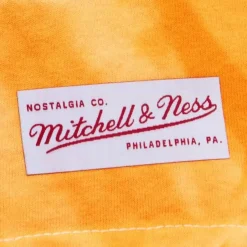 NOSTALGIA CO.
Mitchell & Ness
PHILADELPHIA, PA.